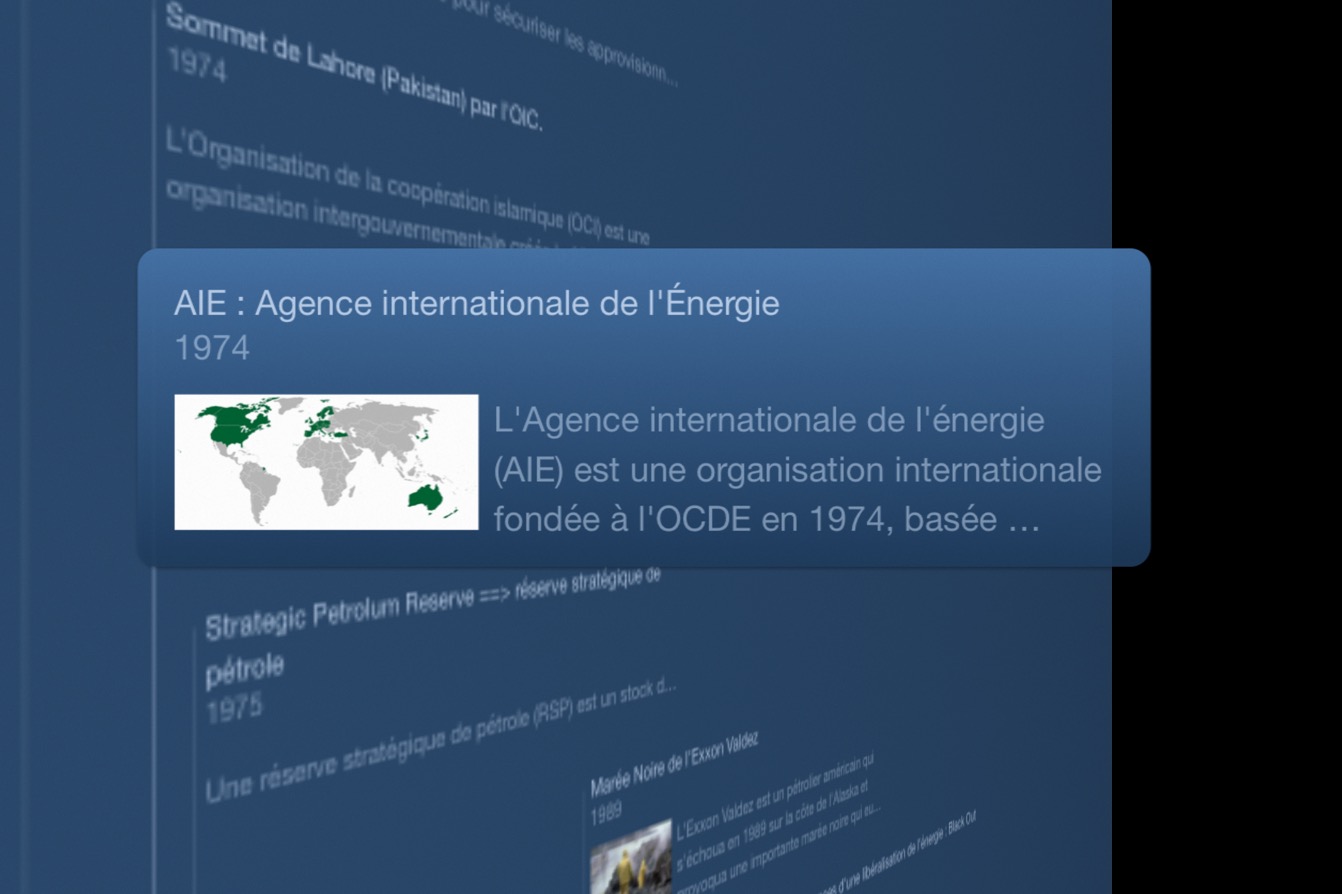 pour sécuriser les approvisionn...
Sommet de Lahore (Pakistan) par l'OIC.
1974
L'Organisation de la coopération islamique (OCI) est une
organisation intergouvernementale créée
AIE : Agence internationale de l'Énergie
1974
L'Agence internationale de l'énergie
(AIE) est une organisation internationale
fondée à l'OCDE en 1974, basée ...
Strategic Petrolum Reserve ==> réserve stratégique de
pétrole
1975
Une réserve stratégique de pétrole (RSP) est un stock d...
Marée Noire de l'Exxon Valdez
1989
L'Exxon Valdez est un pétrolier américain qui
s'échoua en 1989 sur la côte de l'Alaska et
provoqua une importante marée noire qui eu...
d'une libéralisation de l'énergie : Black Out